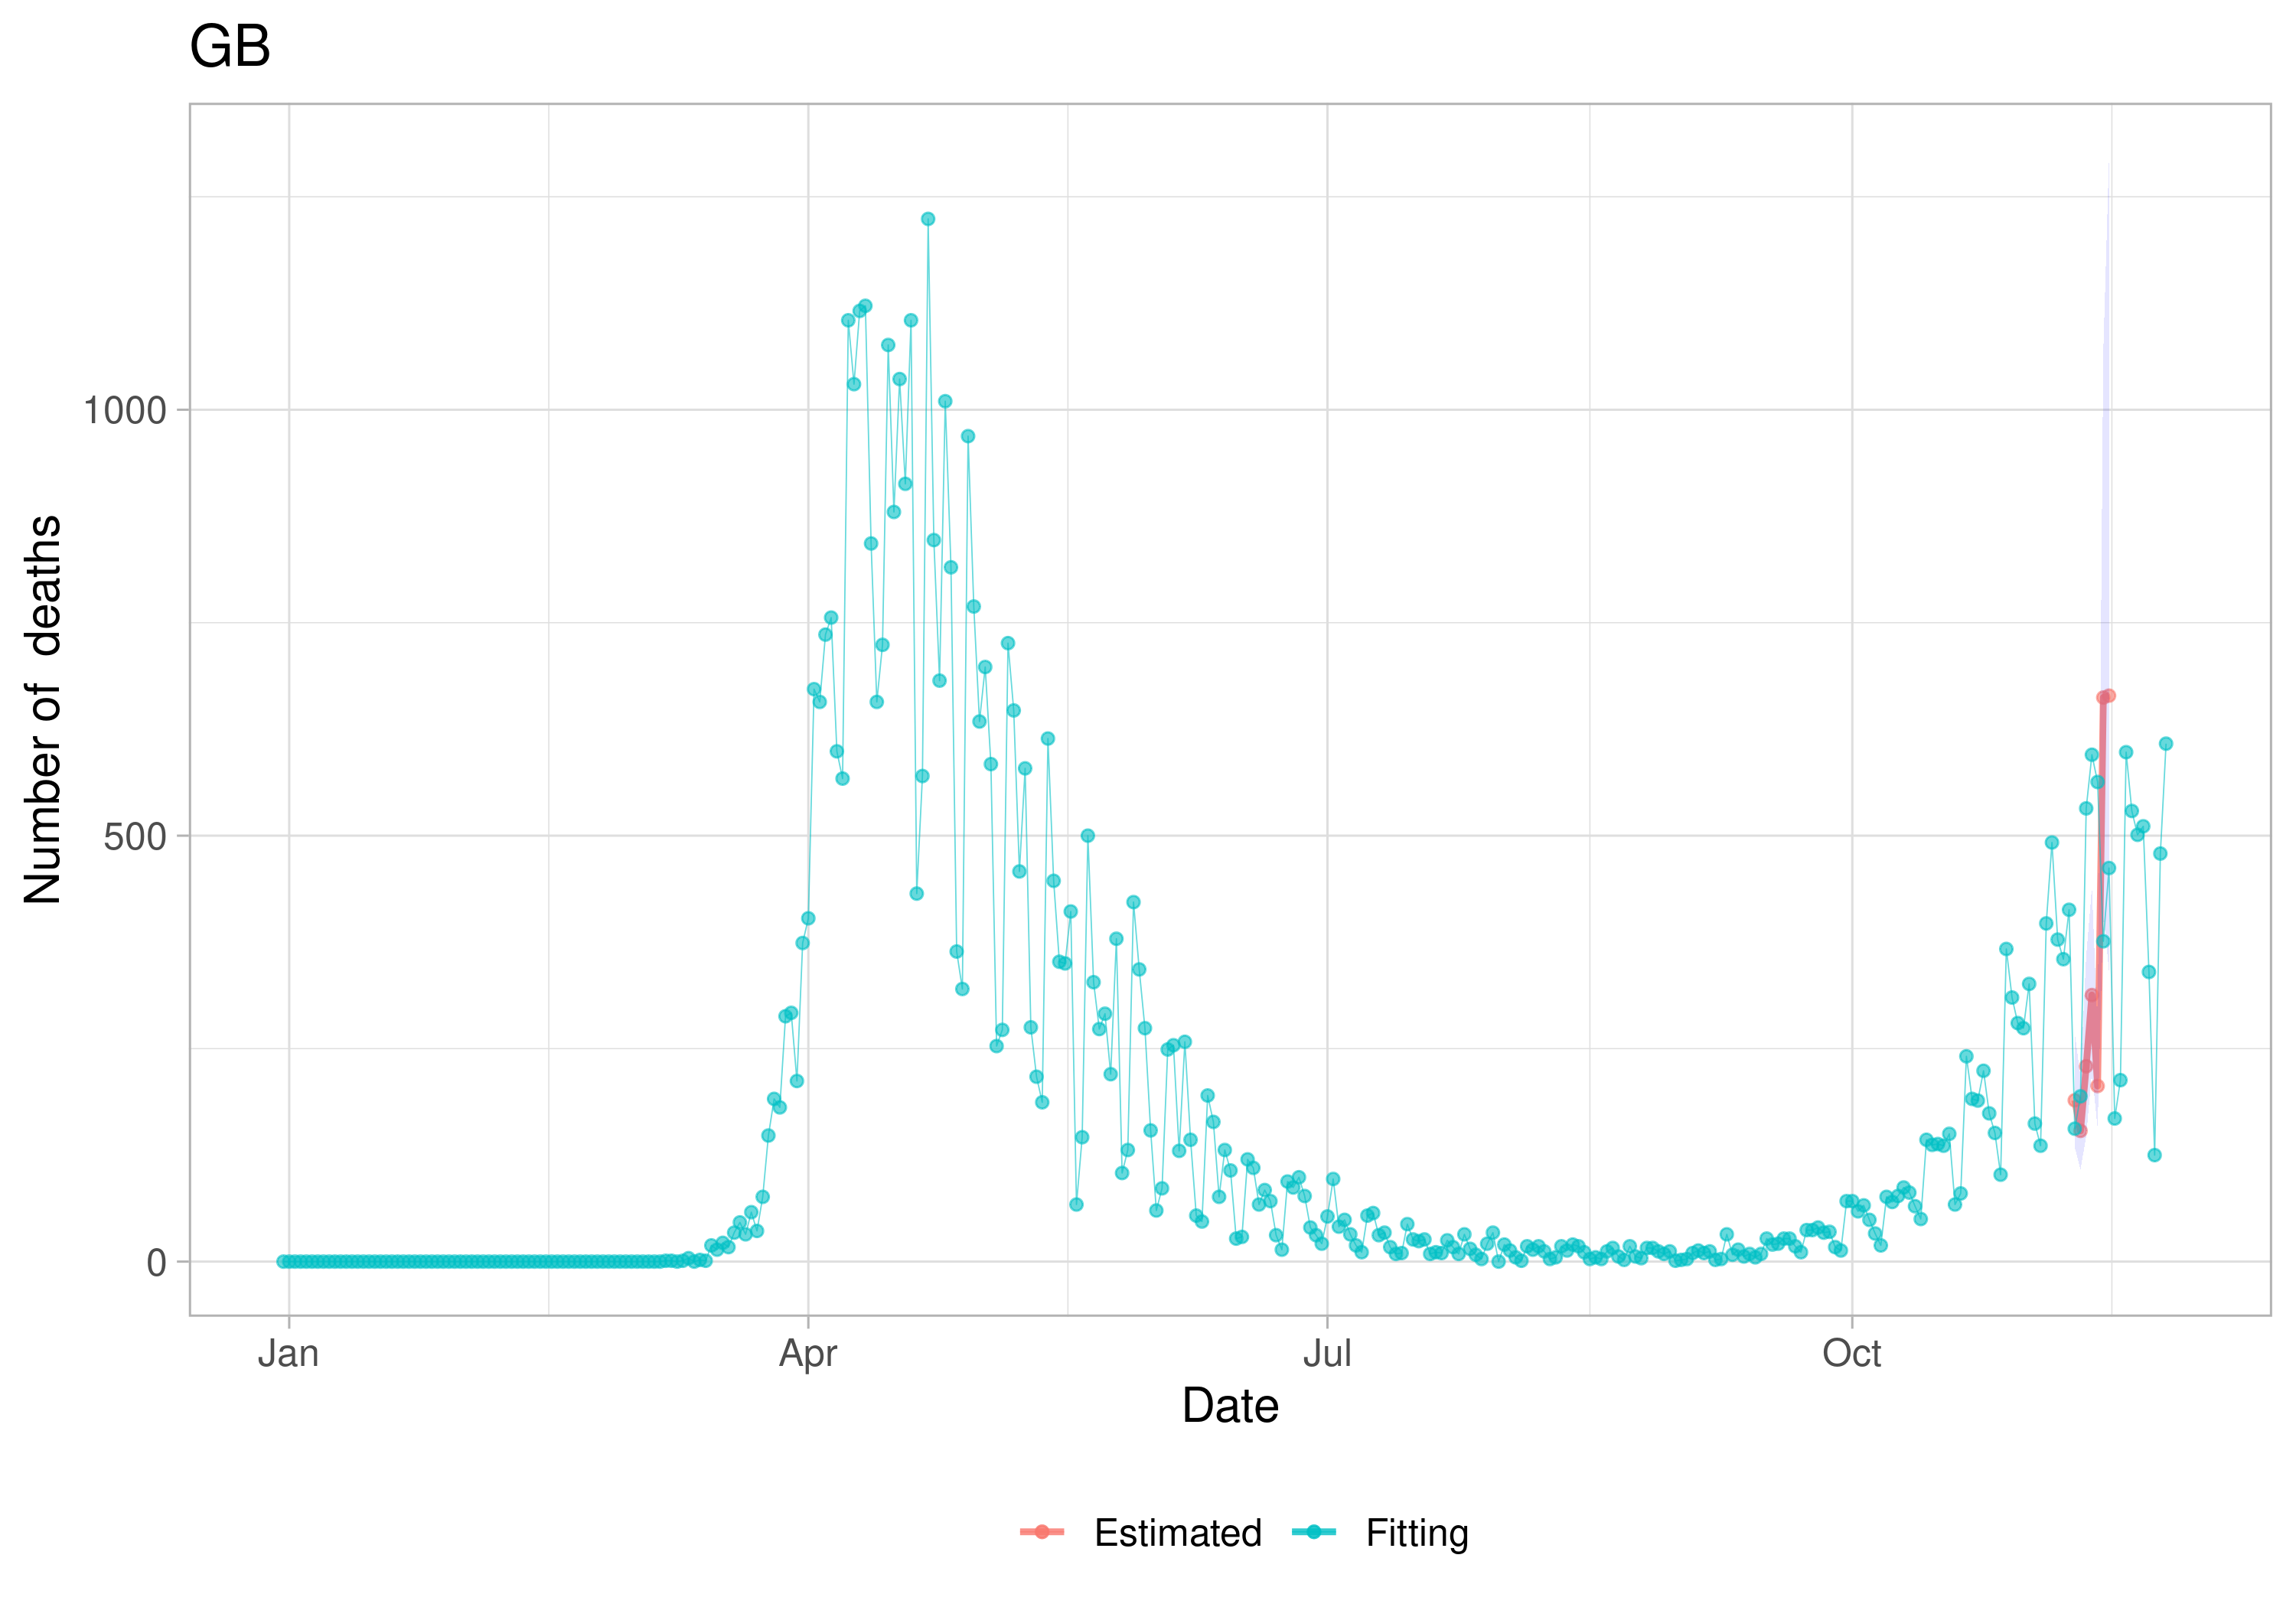 GB
Number of deaths
1000
500
0
Jan Apr Jul Oct
Date
Estimated Fitting